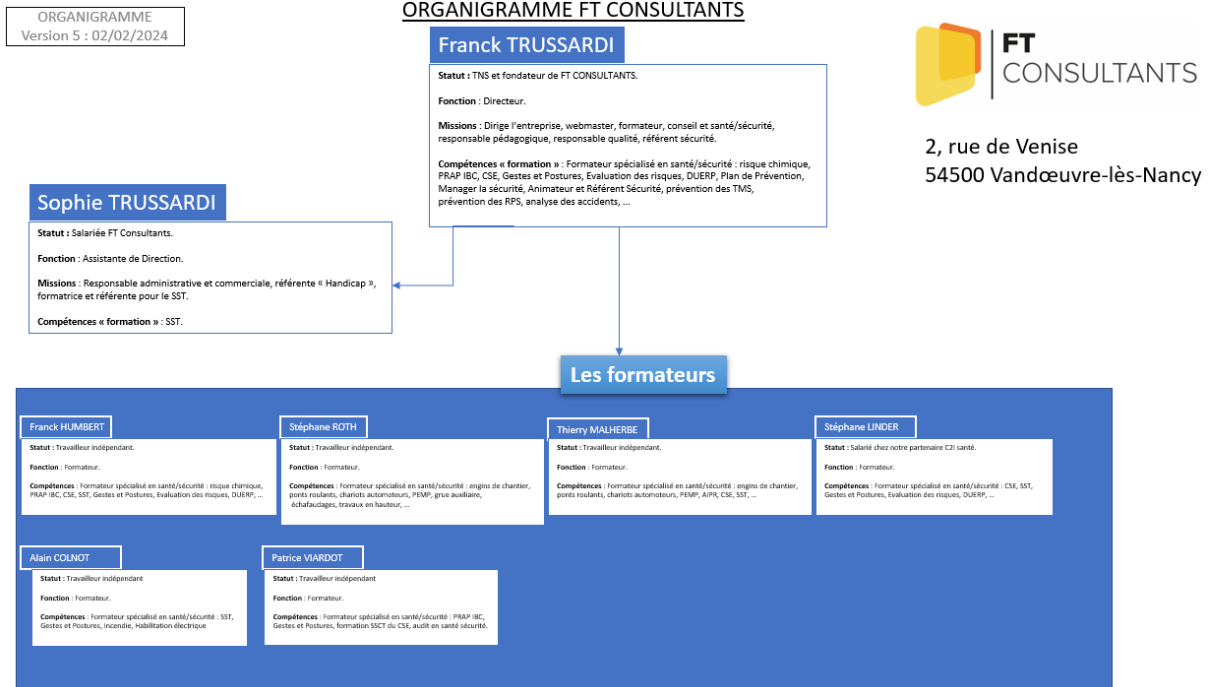 ORGANIGRAMME
Version 5 : 02/02/2024
ORGANIGRAMME FT CONSULTANTS
FT
CONSULTANTS
2, rue de Venise
54500 Vandœuvre-lès-Nancy
Franck TRUSSARDI
Statut : TNS et fondateur de FT CONSULTANTS.
Fonction : Directeur.
Missions : Dirige l'entreprise, webmaster, formateur, conseil et santé/sécurité,
responsable pédagogique, responsable qualité, référent sécurité.
Compétences « formation » : Formateur spécialisé en santé/sécurité : risque chimique,
PRAP IBC, CSE, Gestes et Postures, Evaluation des risques, DUERP, Plan de Prévention,
Manager la sécurité, Animateur et Référent Sécurité, prévention des TMS,
prévention des RPS, analyse des accidents, ...
Sophie TRUSSARDI
Statut : Salariée FT Consultants.
Fonction : Assistante de Direction.
Missions : Responsable administrative et commerciale, référente « Handicap »,
formatrice et référente pour le SST.
Compétences « formation » : SST.
Les formateurs
Franck HUMBERT
Statut : Travailleur indépendant.
Fonction : Formateur.
Compétences : Formateur spécialisé en santé/sécurité : risque chimique,
PRAP IBC, CSE, SST, Gestes et Postures, Evaluation des risques, DUERP, ...
Stéphane ROTH
Statut : Travailleur indépendant.
Fonction : Formateur.
Compétences : Formateur spécialisé en santé/sécurité : engins de chantier,
ponts roulants, chariots automoteurs, PEMP, grue auxiliaire,
échafaudages, travaux en hauteur, ...
Thierry MALHERBE
Statut : Travailleur indépendant.
Fonction : Formateur.
Compétences : Formateur spécialisé en santé/sécurité : engins de chantier,
ponts roulants, chariots automoteurs, PEMP, AIPR, CSE, SST, ...
Stéphane LINDER
Statut : Salarié chez notre partenaire C2I santé.
Fonction : Formateur.
Compétences : Formateur spécialisé en santé/sécurité : CSE, SST,
Gestes et Postures, Evaluation des risques, DUERP, ...
Alain COLNOT
Statut : Travailleur indépendant
Fonction : Formateur.
Compétences : Formateur spécialisé en santé/sécurité : SST,
Gestes et Postures, Incendie, Habilitation électrique
Patrice VIARDOT
Statut : Travailleur indépendant
Fonction : Formateur.
Compétences : Formateur spécialisé en santé/sécurité : PRAP IBC,
Gestes et Postures, formation SSCT du CSE, audit en santé sécurité.